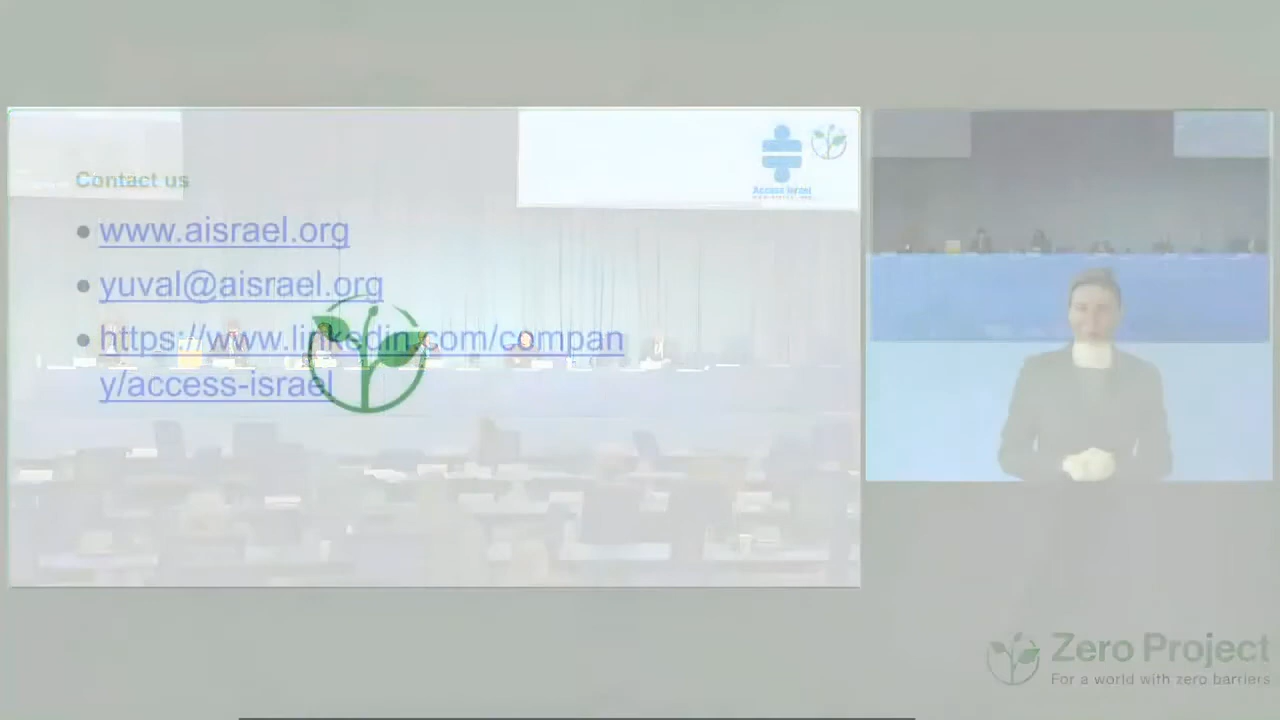 Contact us
www.aisrael.org
yuval@aisrael.org
https://www.linkedin.com/compan
y/access-israel
Access Israel
Zero Project
For a world with zero barriers